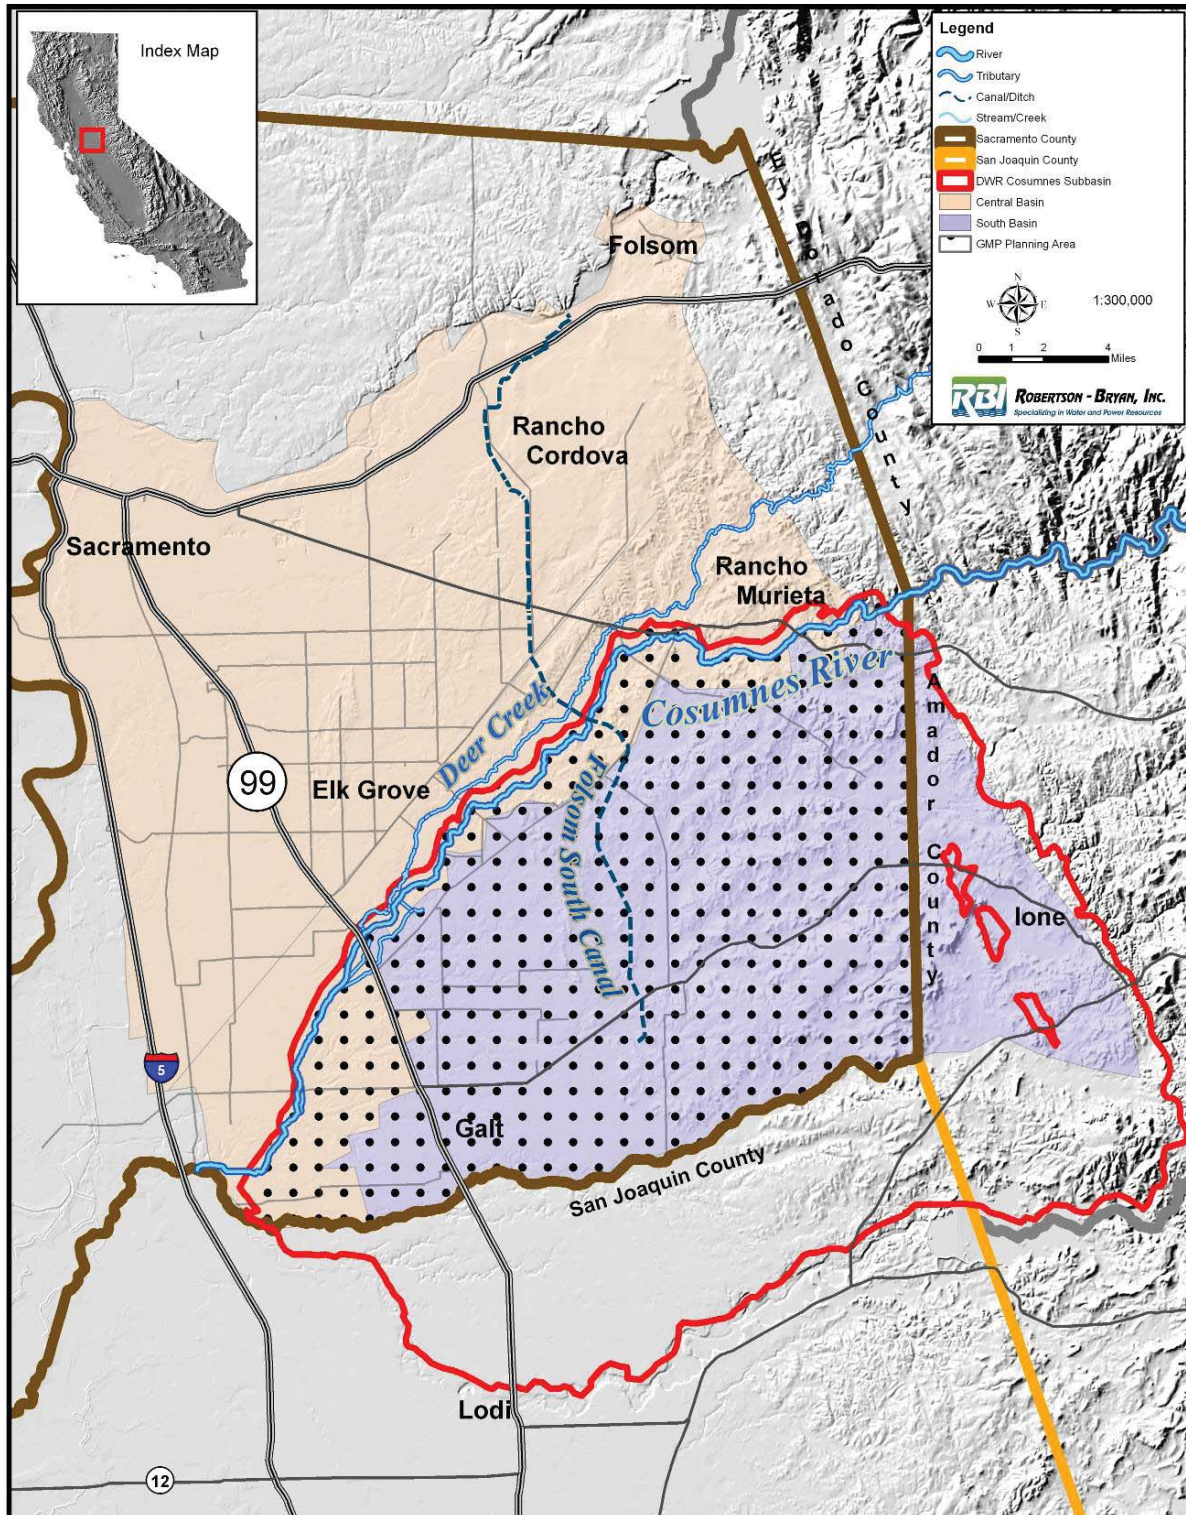 Index Map
Legend
River
Tributary
Canal/Ditch
Stream/Creek
Sacramento County
San Joaquin County
DWR Cosumnes Subbasin
Central Basin
South Basin
GMP Planning Area
N
W E
S
1:300,000
0 1 2 4
Miles
RBI ROBERTSON - BRYAN, INC.
Specializing in Water and Power Resources
El Dorado County
Folsom
Rancho
Cordova
Sacramento
Rancho
Murieta
Cosumnes River
Deer Creek
Amador County
99
Elk Grove
Folsom South Canal
Ione
5
Galt
San Joaquin County
Lodi
12